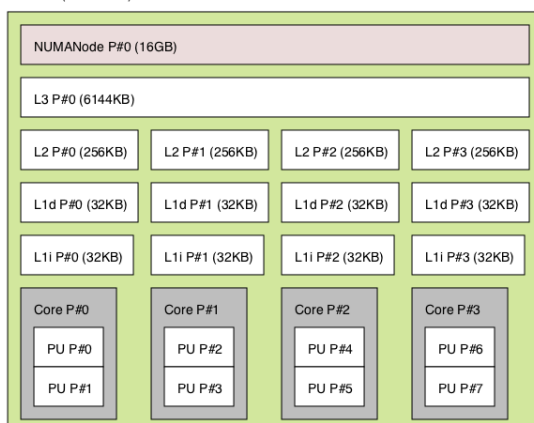 NUMANode P#0 (16GB)
L3 P#0 (6144KB)
L2 P#0 (256KB) L2 P#1 (256KB) L2 P#2 (256KB) L2 P#3 (256KB)
L1d P#0 (32KB) L1d P#1 (32KB) L1d P#2 (32KB) L1d P#3 (32KB)
L1i P#0 (32KB) L1i P#1 (32KB) L1i P#2 (32KB) L1i P#3 (32KB)
Core P#0 Core P#1 Core P#2 Core P#3
PU P#0 PU P#2 PU P#4 PU P#6
PU P#1 PU P#3 PU P#5 PU P#7